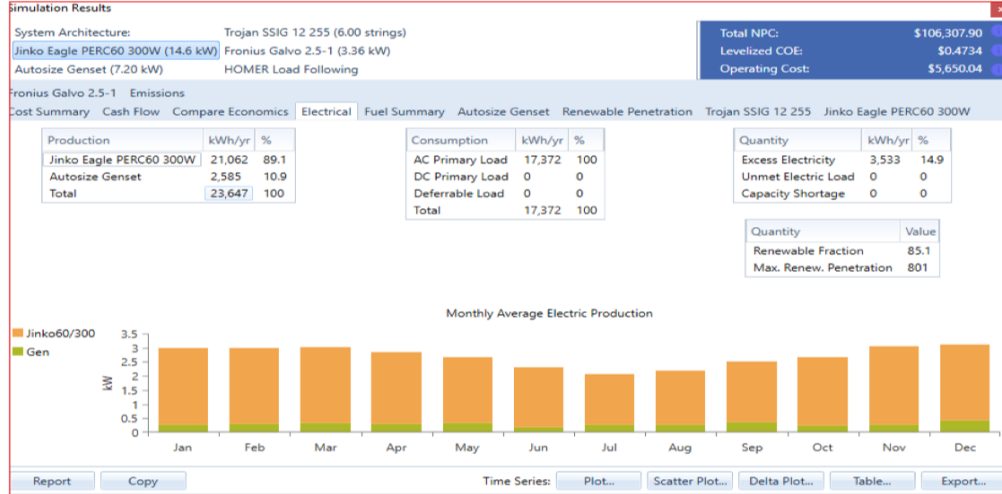 Simulation Results
System Architecture: Trojan SSIG 12 255 (6.00 strings) Total NPC: $106,307.90
Jinko Eagle PERC60 300W (14.6 kW) Fronius Galvo 2.5-1 (3.36 kW) Levelized COE: $0.4734
Autosize Genset (7.20 kW) HOMER Load Following Operating Cost: $5,650.04
Fronius Galvo 2.5-1 Emissions
Cost Summary Cash Flow Compare Economics Electrical Fuel Summary Autosize Genset Renewable Penetration Trojan SSIG 12 255 Jinko Eagle PERC60 300W
Production kWh/yr %
Jinko Eagle PERC60 300W 21,062 89.1
Autosize Genset 2,585 10.9
Total 23,647 100
Consumption kWh/yr %
AC Primary Load 17,372 100
DC Primary Load 0 0
Deferrable Load 0 0
Total 17,372 100
Quantity kWh/yr %
Excess Electricity 3,533 14.9
Unmet Electric Load 0 0
Capacity Shortage 0 0
Quantity Value
Renewable Fraction 85.1
Max. Renew. Penetration 801
Monthly Average Electric Production
Jinko60/300
Gen
kW
3.5
3
2.5
2
1.5
1
0.5
0
Jan Feb Mar Apr May Jun Jul Aug Sep Oct Nov Dec
Report Copy Time Series: Plot... Scatter Plot... Delta Plot... Table... Export...